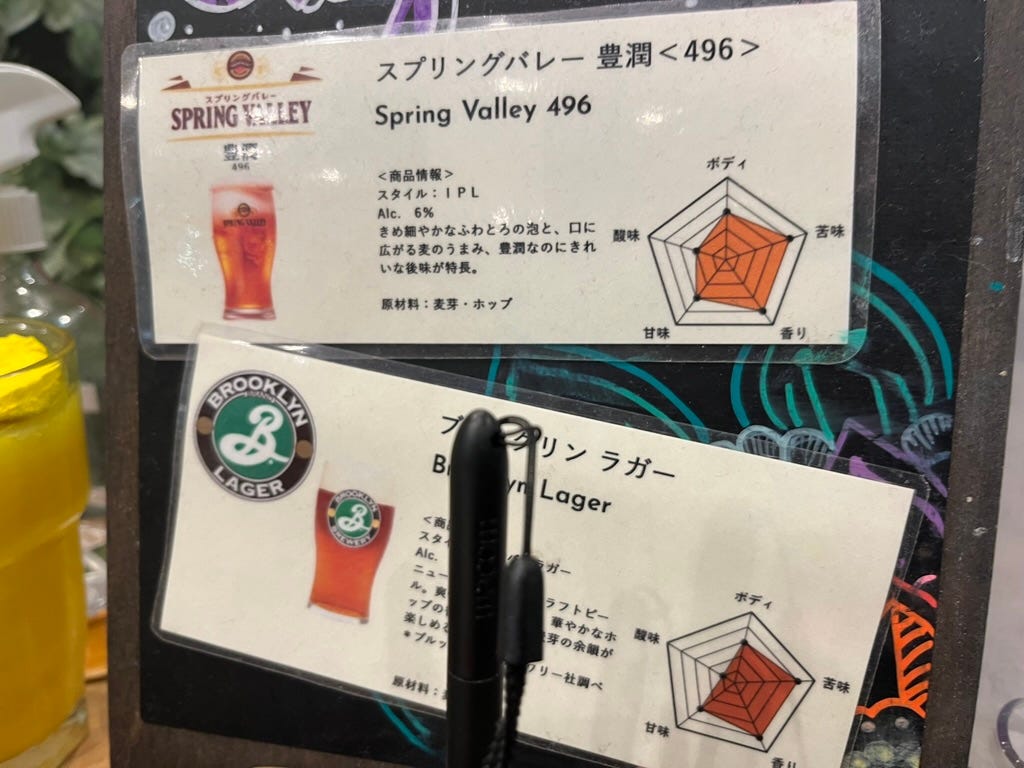 スプリングバレー
SPRING VALLEY
豊潤
496
SPRING VALLEY
スプリングバレー 豊潤＜496＞
Spring Valley 496
＜商品情報＞
スタイル：ＩＰＬ
Alc. 6%
きめ細やかなふわとろの泡と、口に
広がる麦のうまみ、豊潤なのにきれ
いな後味が特長。
原材料：麦芽・ホップ
ボディ
苦味
香り
甘味
酸味
BROOKLYN
B
LAGER
B
BREWERY
リン ラガー
yn Lager
スタ
ラガー
Alc.
ニュー
ラフトビー
ル。爽
華やかなホ
ップの
麦芽の余韻が
楽しめ
＊ブルッ
ワリー社調べ
原材料：
ボディ
苦味
香り
甘味
酸味